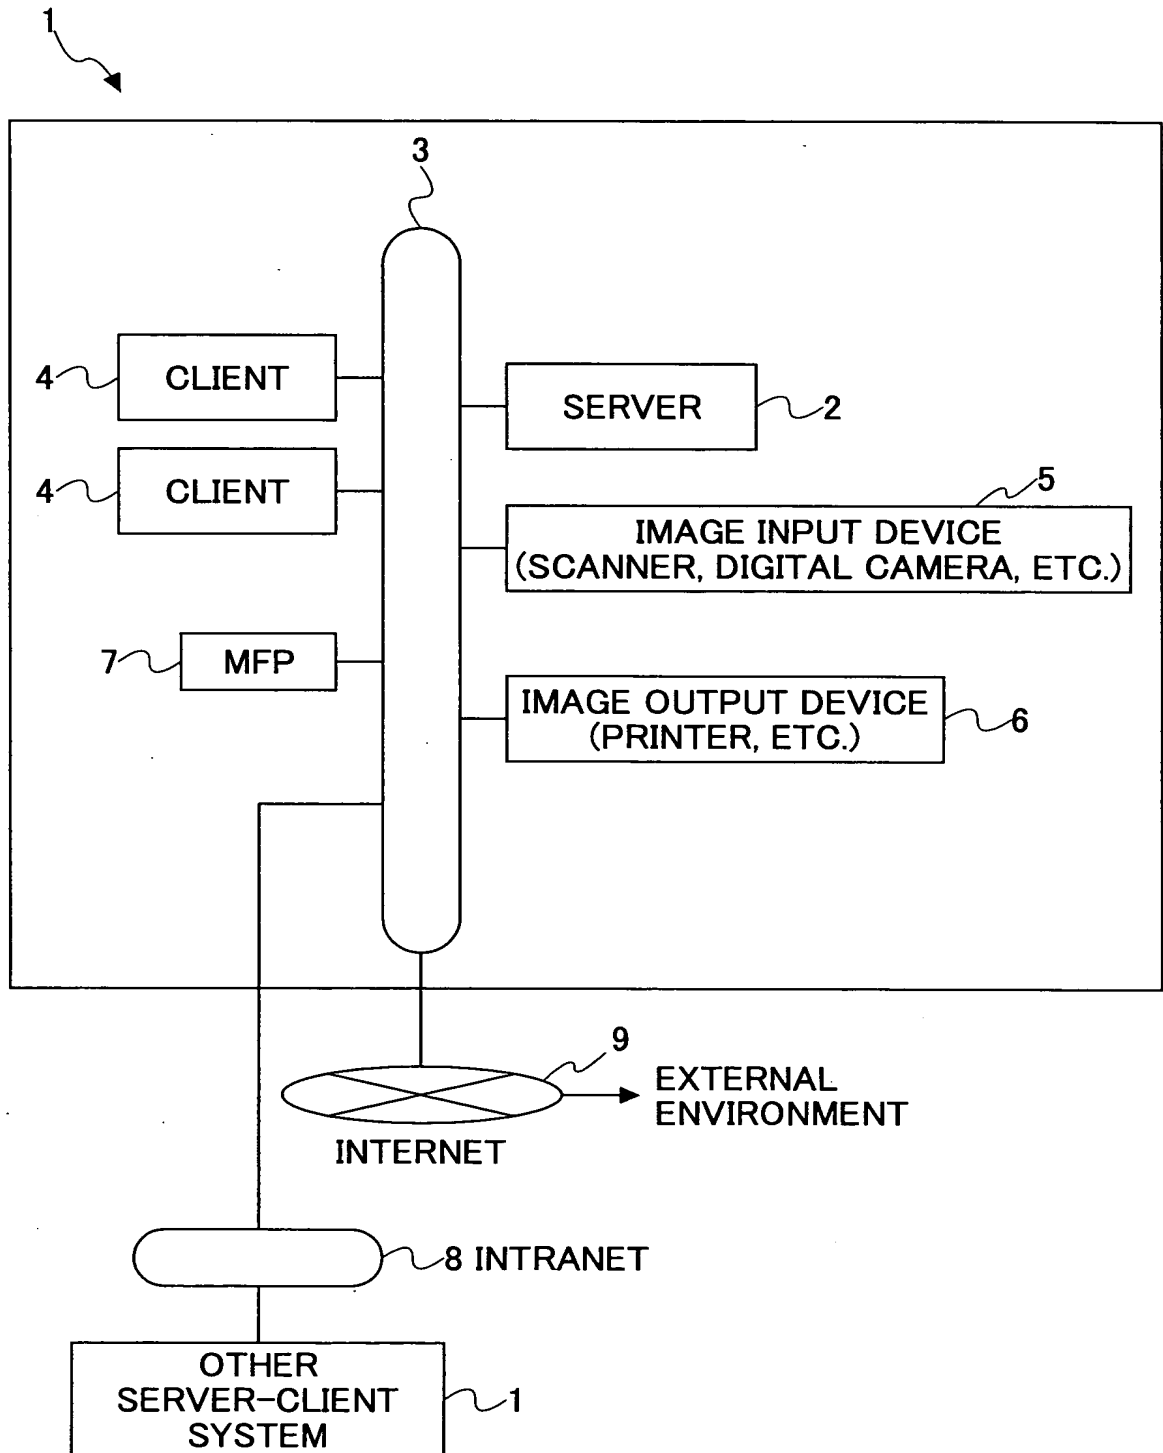 1
3
4 CLIENT
SERVER 2
4 CLIENT
5
IMAGE INPUT DEVICE
(SCANNER, DIGITAL CAMERA, ETC.)
7 MFP
IMAGE OUTPUT DEVICE
(PRINTER, ETC.)
6
9
EXTERNAL
ENVIRONMENT
INTERNET
8 INTRANET
OTHER
SERVER-CLIENT
SYSTEM
1